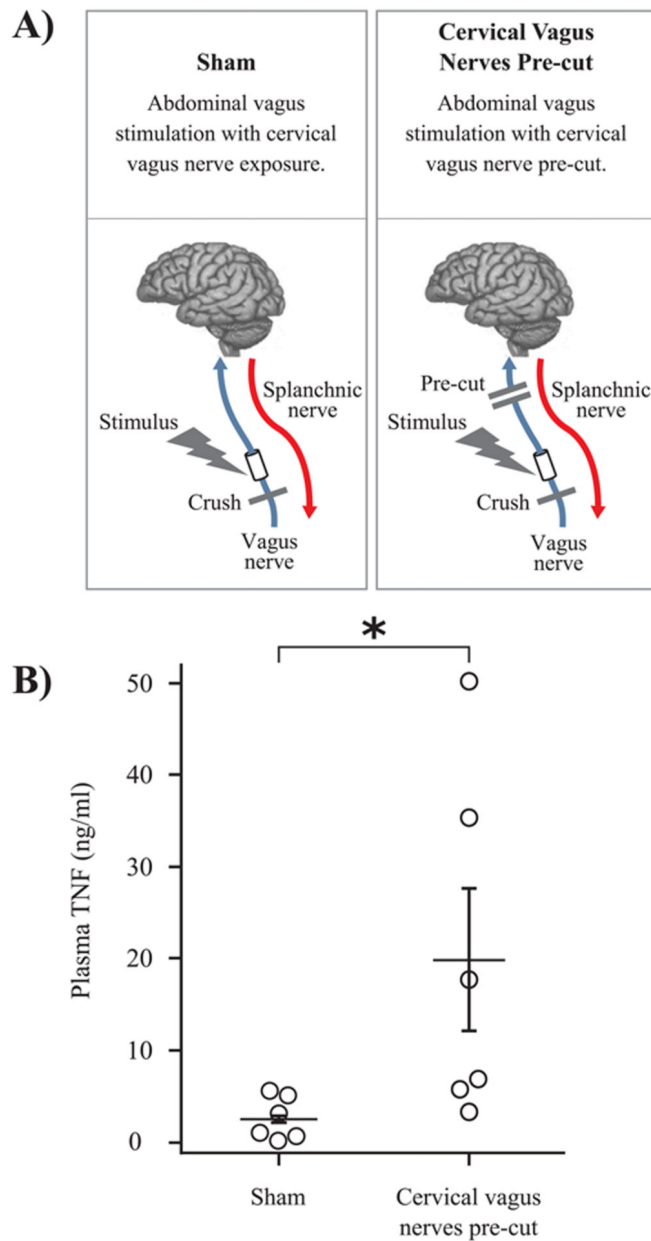 A)
Sham
Abdominal vagus
stimulation with cervical
vagus nerve exposure.
Cervical Vagus
Nerves Pre-cut
Abdominal vagus
stimulation with cervical
vagus nerve pre-cut.
Stimulus
Splanchnic
nerve
Crush
Vagus
nerve
Pre-cut
Stimulus
Splanchnic
nerve
Crush
Vagus
nerve
B)
*
Plasma TNF (ng/ml)
50
40
30
20
10
0
Sham
Cervical vagus
nerves pre-cut